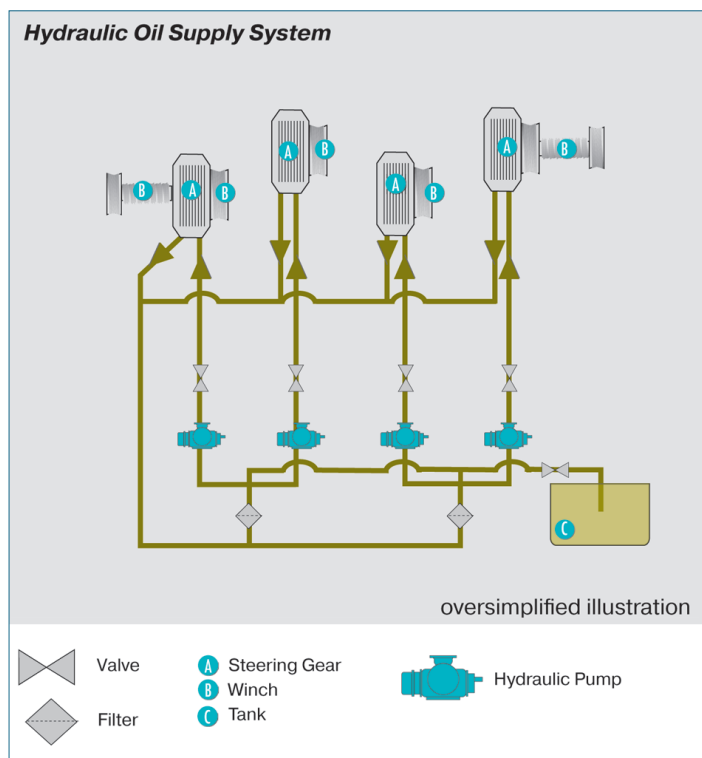 Hydraulic Oil Supply System
A
B
B
A
B
A
B
A
B
C
oversimplified illustration
Valve
A Steering Gear
B Winch
C Tank
Hydraulic Pump
Filter